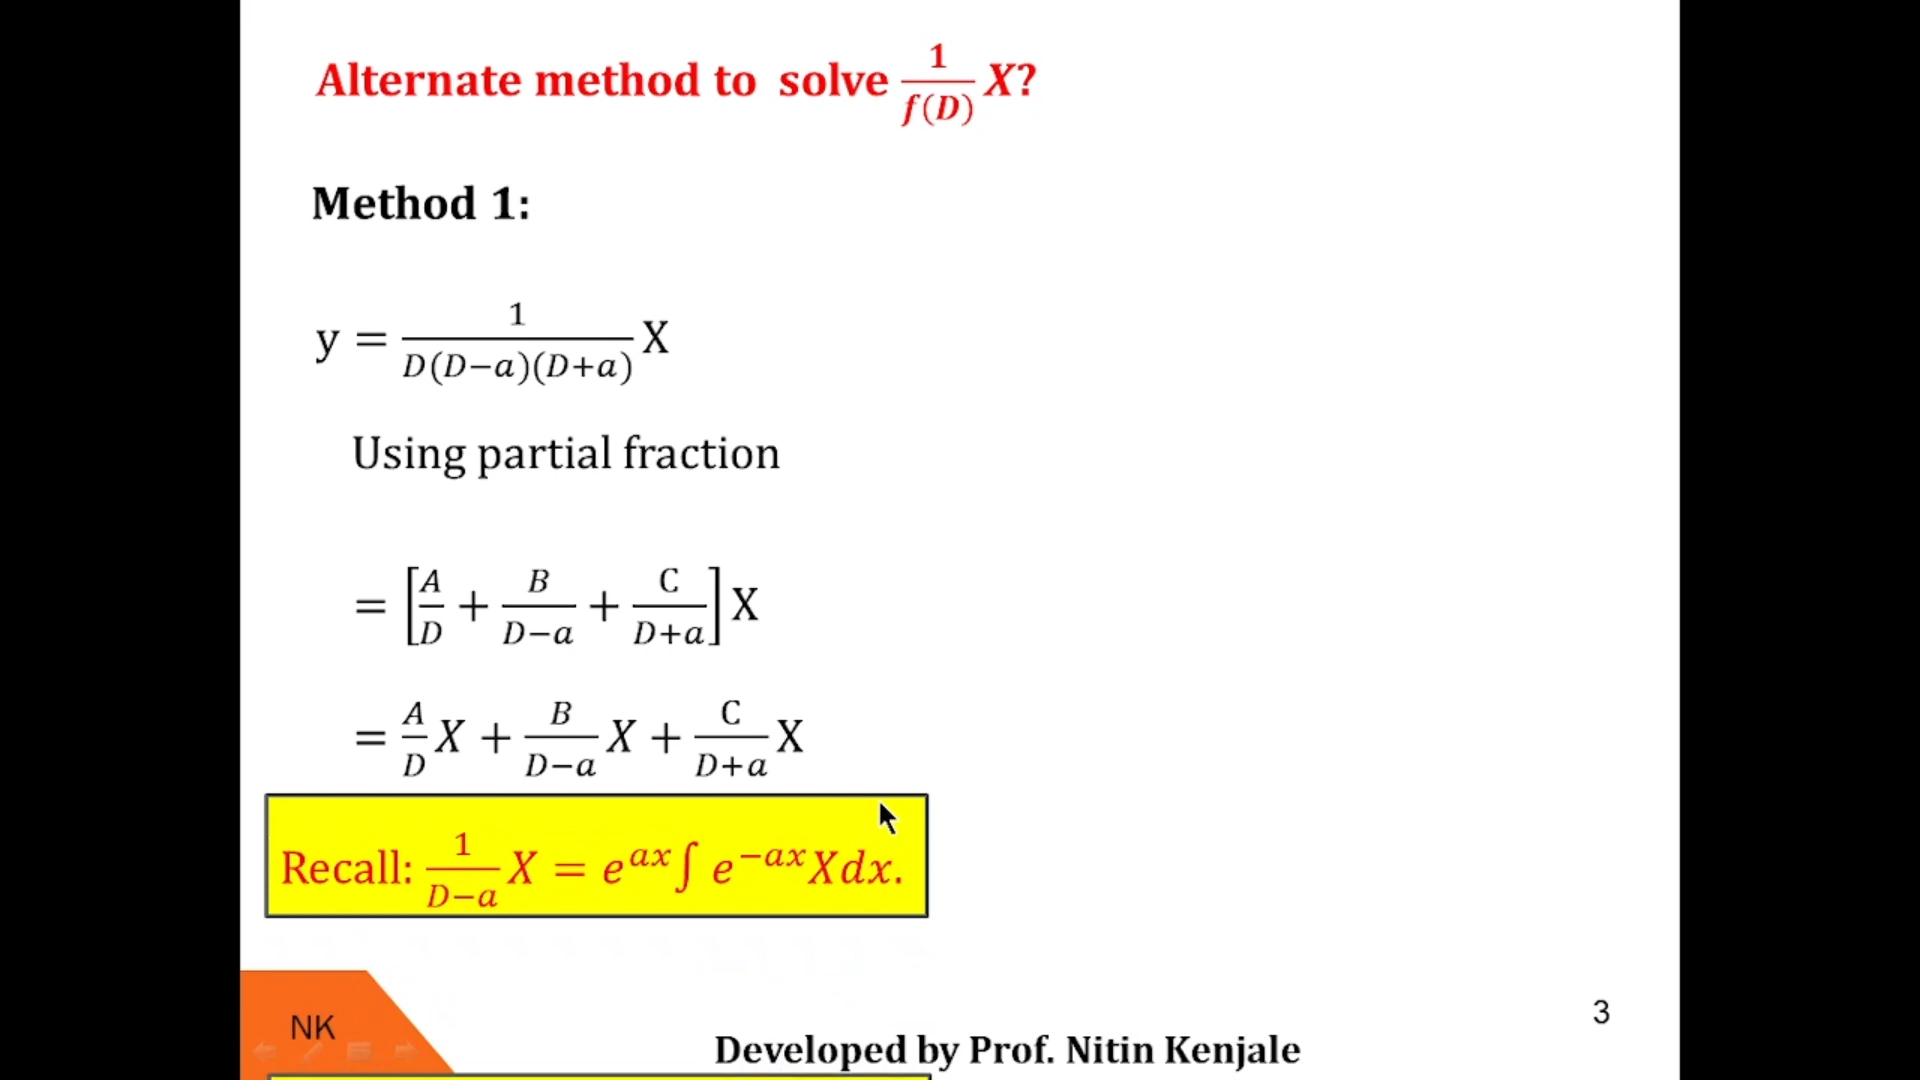 Alternate method to solve 1/f(D) X?
Method 1:
y = 1/D(D−a)(D+a) X
Using partial fraction
= [A/D + B/D−a + C/D+a] X
= A/D X + B/D−a X + C/D+a X
Recall: 1/D−a X = e^ax ∫ e^−ax Xdx.
NK
3
Developed by Prof. Nitin Kenjale